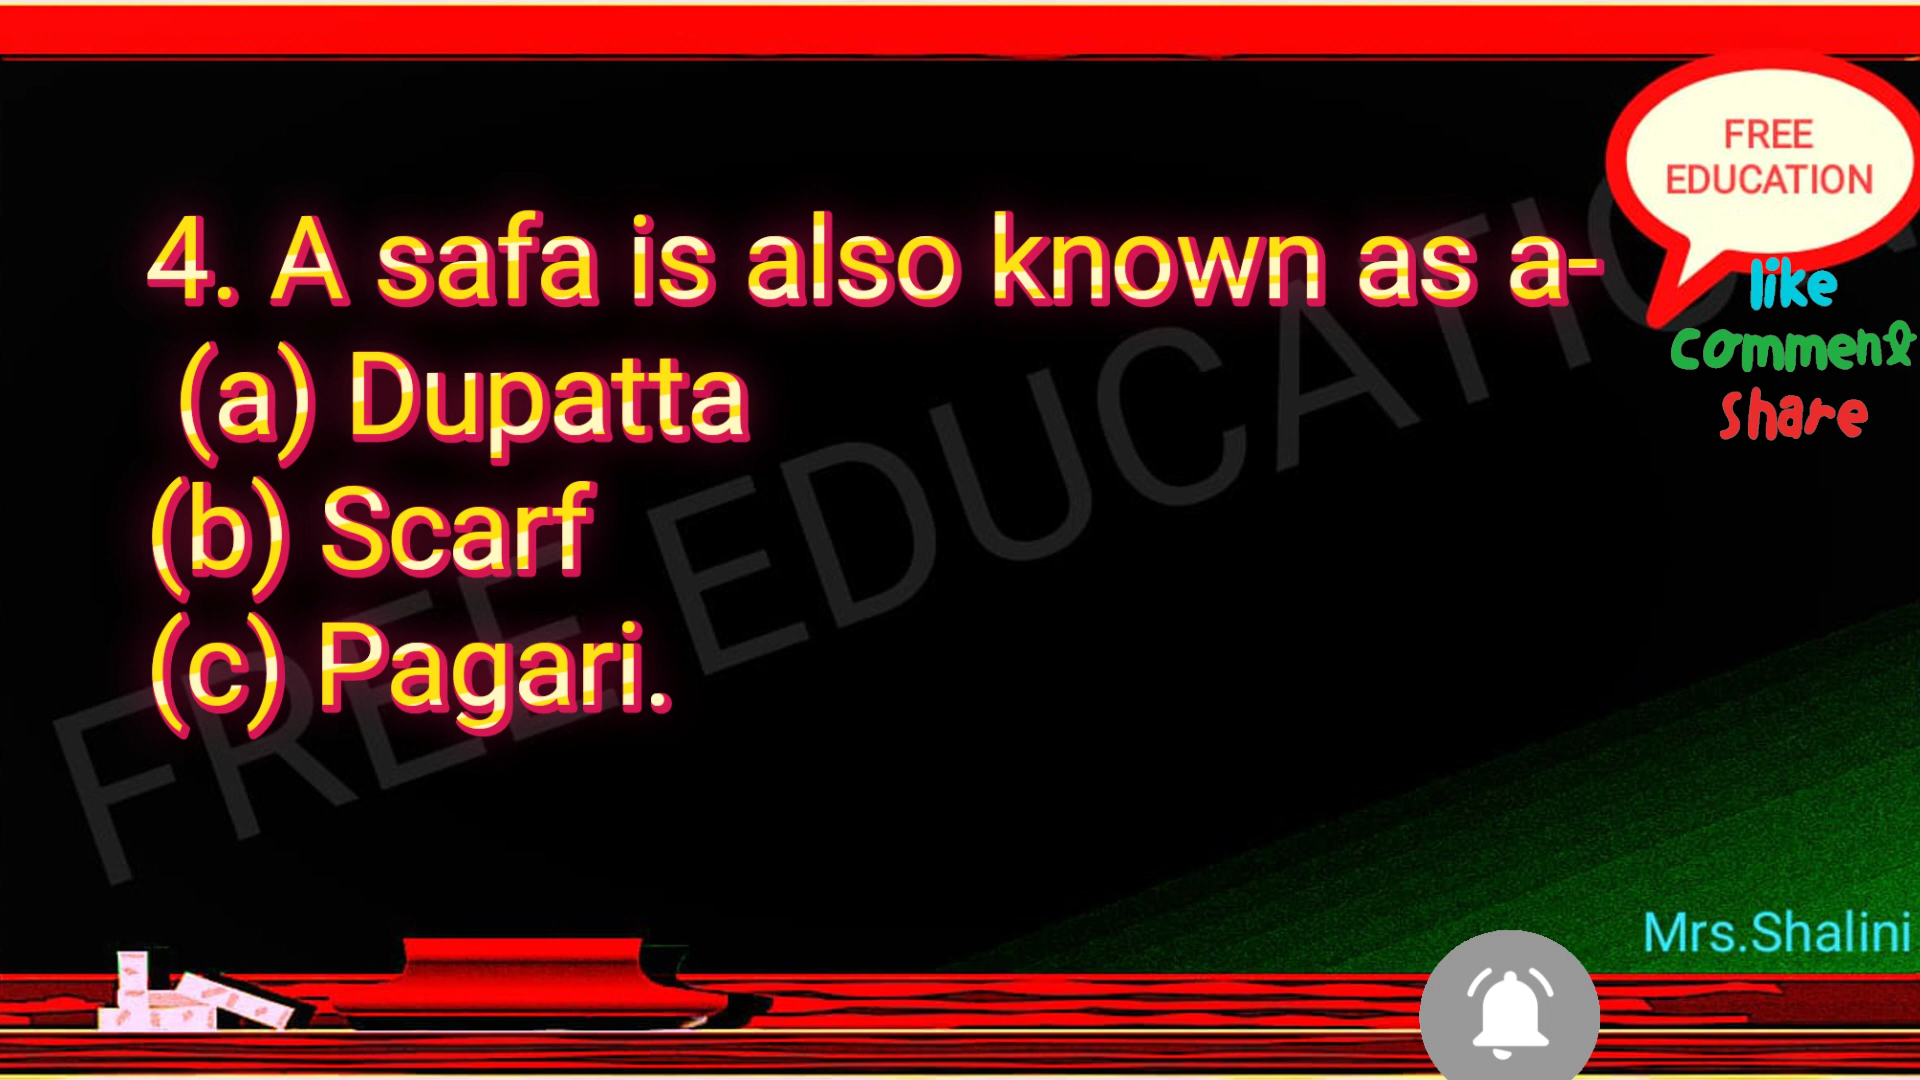 FREE
EDUCATION
4. A safa is also known as a-
(a) Dupatta
(b) Scarf
(c) Pagari.
like
comment
share
FREE EDUCATION
Mrs.Shalini